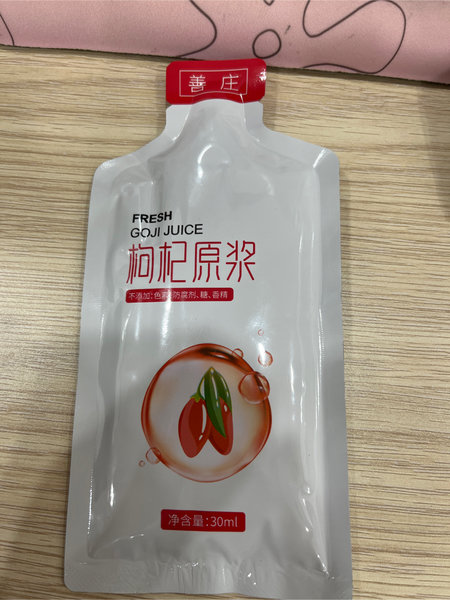 善庄
FRESH
GOJI JUICE
枸杞原浆
不添加:色素、防腐剂、糖、香精
净含量:30ml